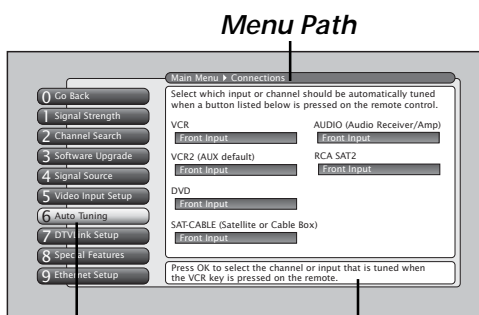 Menu Path
Main Menu Connections
0 Go Back
1 Signal Strength
2 Channel Search
3 Software Upgrade
4 Signal Source
5 Video Input Setup
6 Auto Tuning
7 DTVLink Setup
8 Special Features
9 Ethernet Setup
Select which input or channel should be automatically tuned
when a button listed below is pressed on the remote control.
VCR
Front Input
VCR2 (AUX default)
Front Input
DVD
Front Input
SAT-CABLE (Satellite or Cable Box)
Front Input
AUDIO (Audio Receiver/Amp)
Front Input
RCA SAT2
Front Input
Press OK to select the channel or input that is tuned when
the VCR key is pressed on the remote.